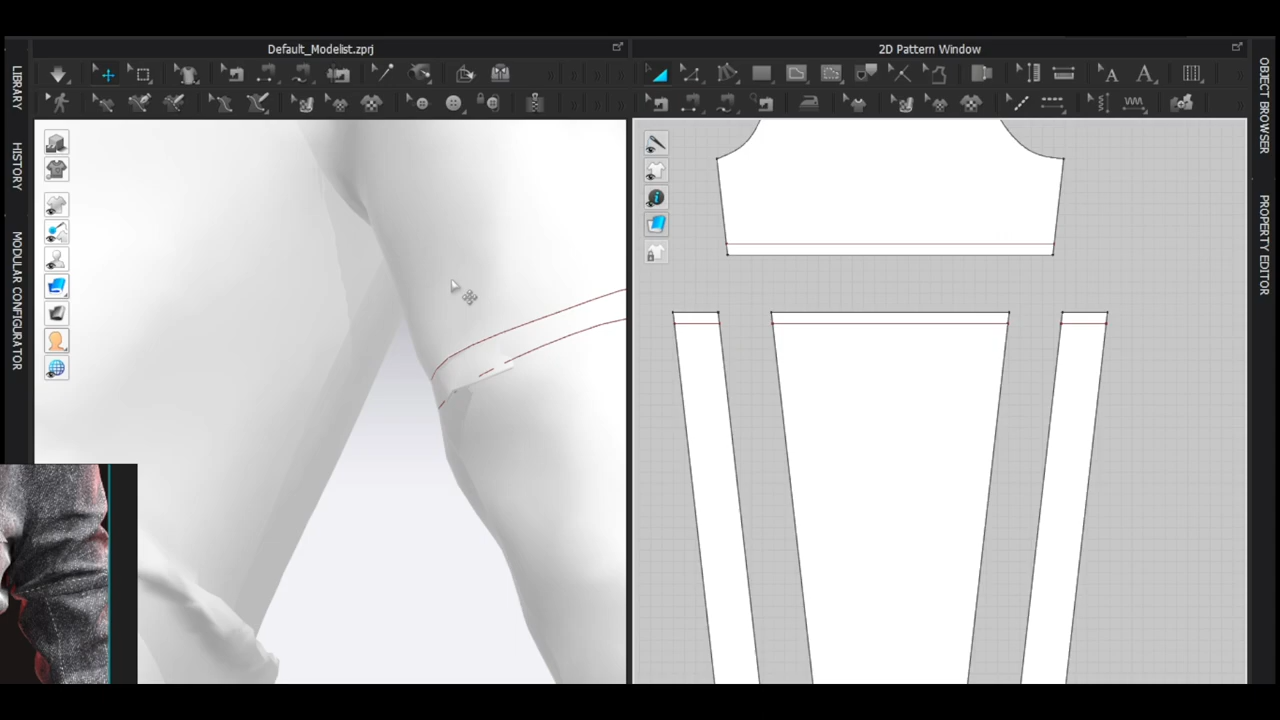 Default_Modelist.zprj
2D Pattern Window
LIBRARY
HISTORY
MODULAR CONFIGURATOR
OBJECT BROWSER
PROPERTY EDITOR